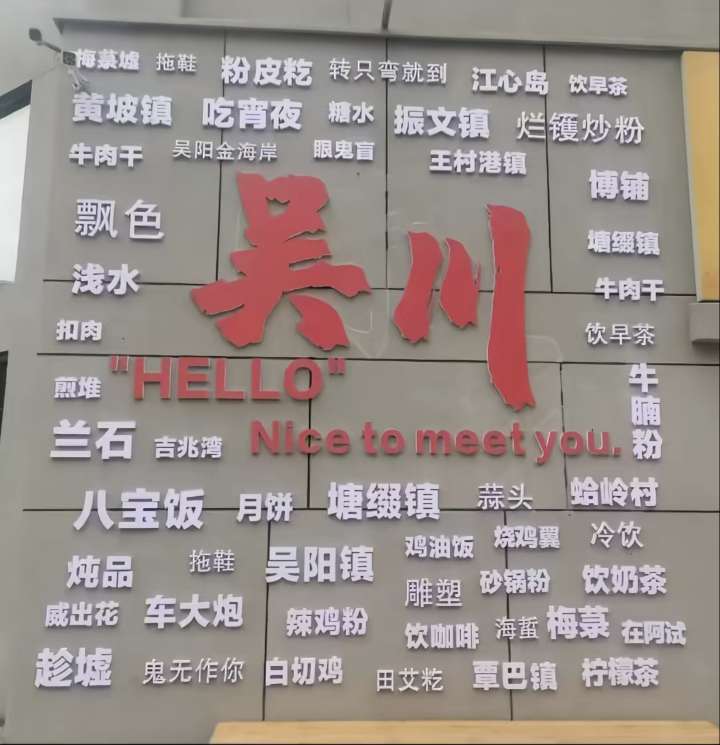 梅菉墟 拖鞋 粉皮籺 转只弯就到 江心岛 饮早茶
黄坡镇 吃宵夜 糖水 振文镇 烂镬炒粉
牛肉干 吴阳金海岸 眼鬼盲 王村港镇 博铺
飘色 塘缀镇
吴川
浅水 牛肉干
扣肉 饮早茶
煎堆 "HELLO" 牛腩粉
兰石 吉兆湾 Nice to meet you.
八宝饭 月饼 塘缀镇 蒜头 蛤岭村
炖品 拖鞋 吴阳镇 鸡油饭 烧鸡翼 冷饮
雕塑 砂锅粉 饮奶茶
威出花 车大炮 辣鸡粉 饮咖啡 海蜇 梅菉 在阿试
趁墟 鬼无作你 白切鸡 田艾籺 覃巴镇 柠檬茶